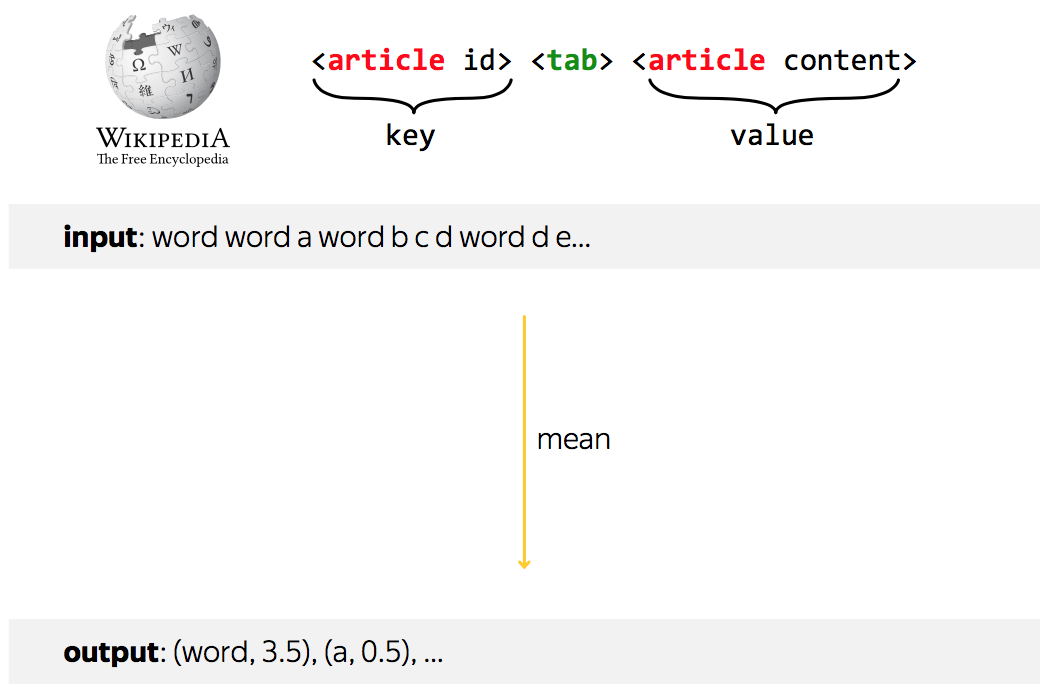 <article id> <tab> <article content>
key value
WIKIPEDIA
The Free Encyclopedia
input: word word a word b c d word d e...
mean
output: (word, 3.5), (a, 0.5), ...